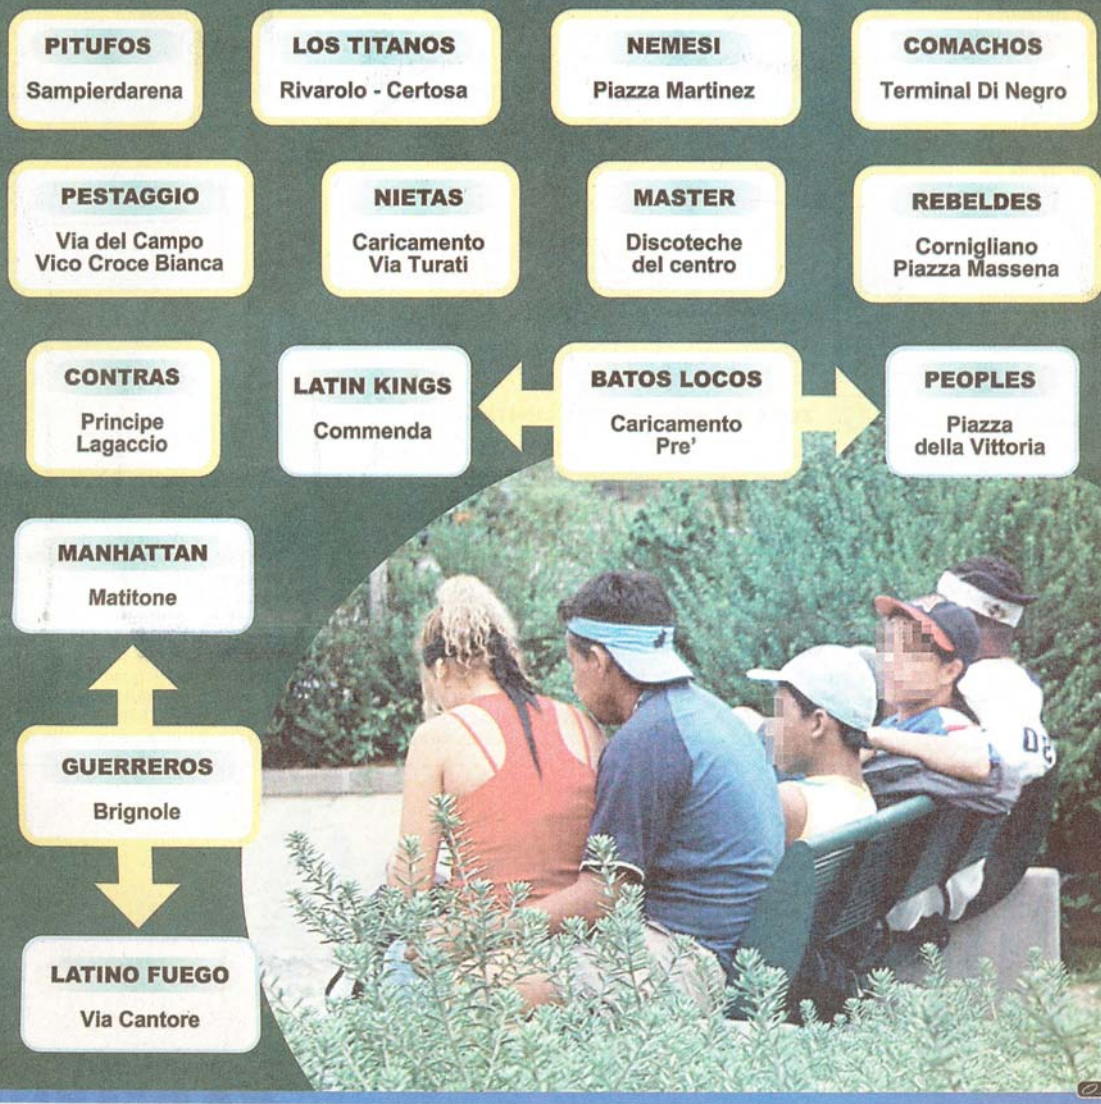 PITUFOS
Sampierdarena
LOS TITANOS
Rivarolo - Certosa
NEMESI
Piazza Martinez
COMACHOS
Terminal Di Negro
PESTAGGIO
Via del Campo
Vico Croce Bianca
NIETAS
Caricamento
Via Turati
MASTER
Discoteche
del centro
REBELDES
Cornigliano
Piazza Massena
CONTRAS
Principe
Lagaccio
LATIN KINGS
Commenda
BATOS LOCOS
Caricamento
Pre’
PEOPLES
Piazza
della Vittoria
MANHATTAN
Matitone
GUERREROS
Brignole
LATINO FUEGO
Via Cantore